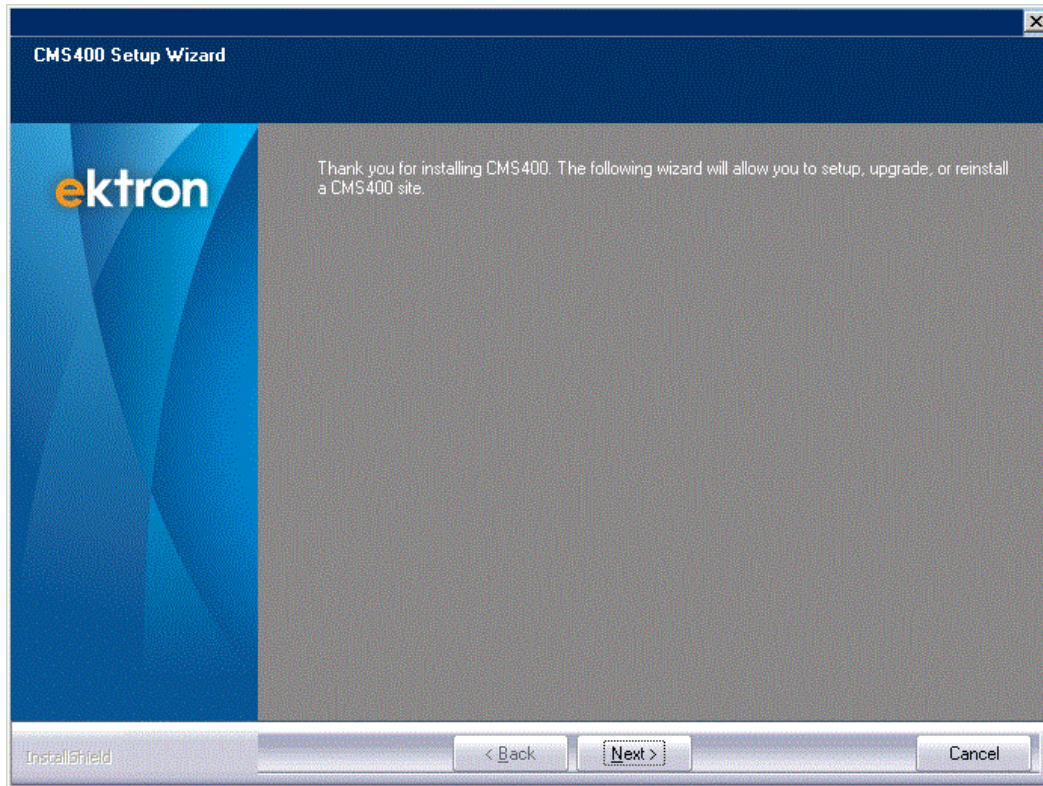 CMS400 Setup Wizard
ektron
Thank you for installing CMS400. The following wizard will allow you to setup, upgrade, or reinstall
a CMS400 site.
InstallShield
< Back
Next >
Cancel